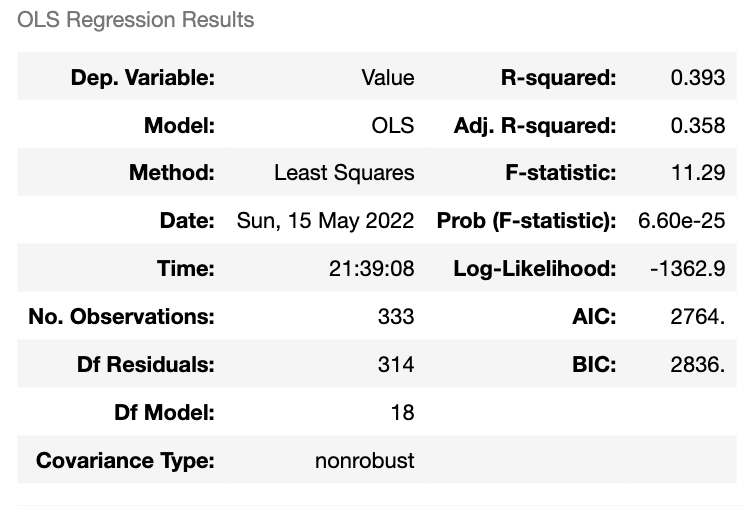 OLS Regression Results
Dep. Variable: Value R-squared: 0.393
Model: OLS Adj. R-squared: 0.358
Method: Least Squares F-statistic: 11.29
Date: Sun, 15 May 2022 Prob (F-statistic): 6.60e-25
Time: 21:39:08 Log-Likelihood: -1362.9
No. Observations: 333 AIC: 2764.
Df Residuals: 314 BIC: 2836.
Df Model: 18
Covariance Type: nonrobust